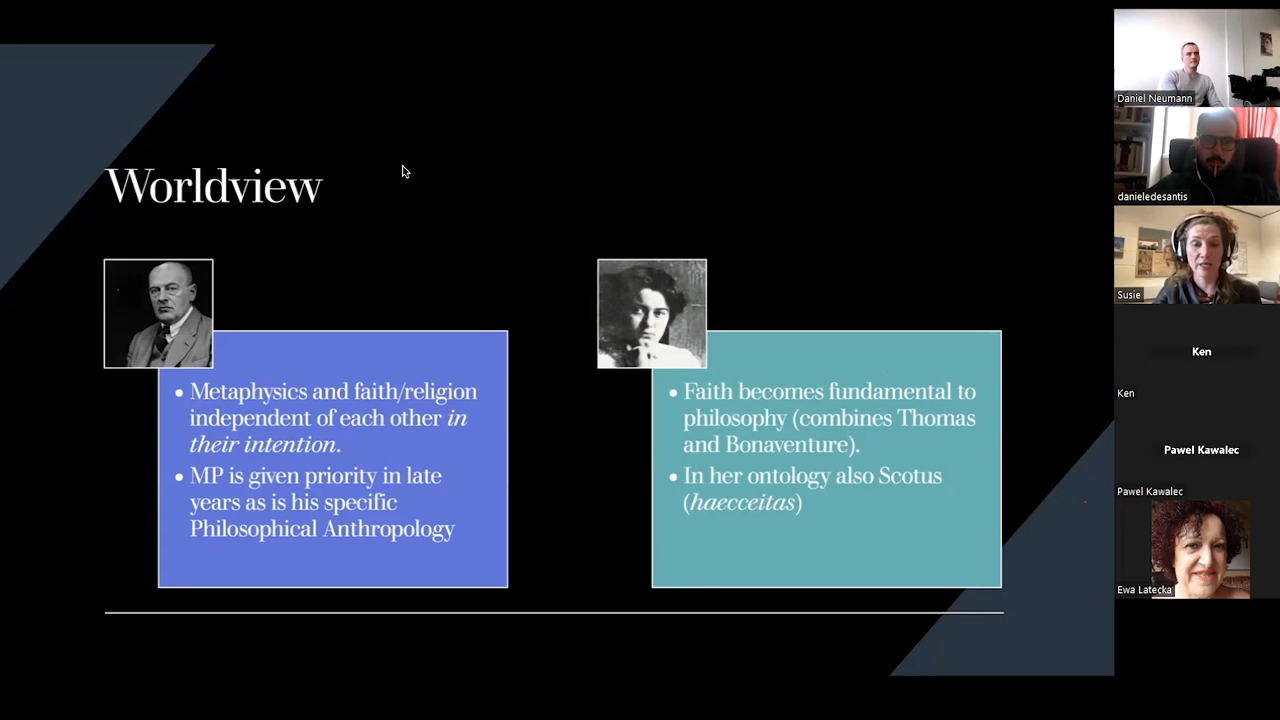 Worldview
• Metaphysics and faith/religion
independent of each other in
their intention.
• MP is given priority in late
years as is his specific
Philosophical Anthropology
• Faith becomes fundamental to
philosophy (combines Thomas
and Bonaventure).
• In her ontology also Scotus
(haecceitas)
Daniel Neumann
danieledesantis
Susie
Ken
Ken
Pawel Kawalec
Pawel Kawalec
Ewa Latecka